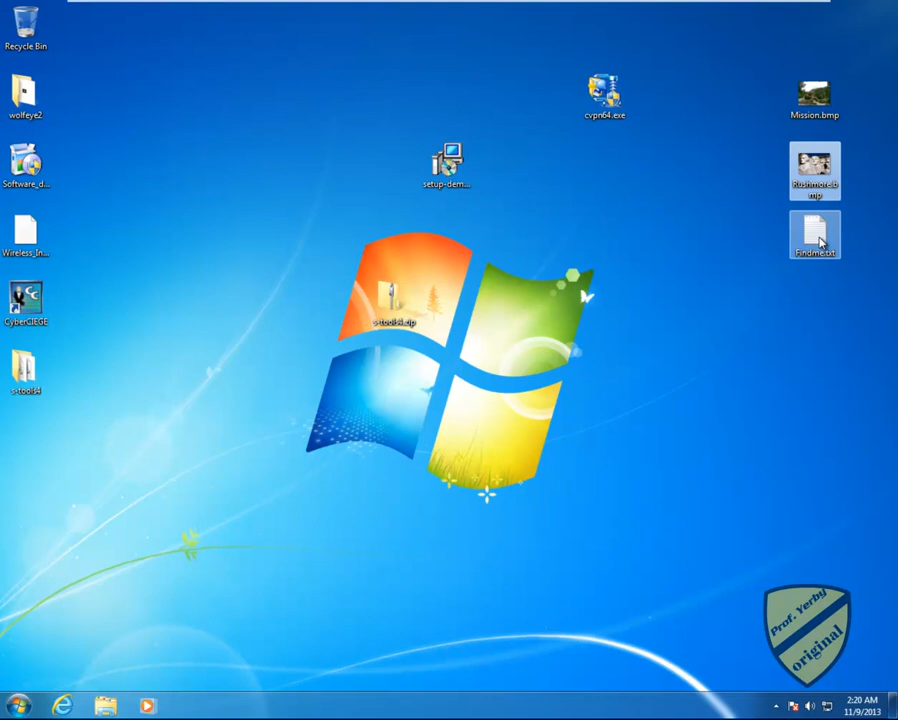 Recycle Bin
wolfeye2
Software_d...
Wireless_In...
CyberCIEGE
s-tools4
cvpn64.exe
setup-dem...
s-tools4.zip
Mission.bmp
Rushmore.b
mp
Findme.txt
Prof. Yerby
original
2:20 AM
11/9/2013